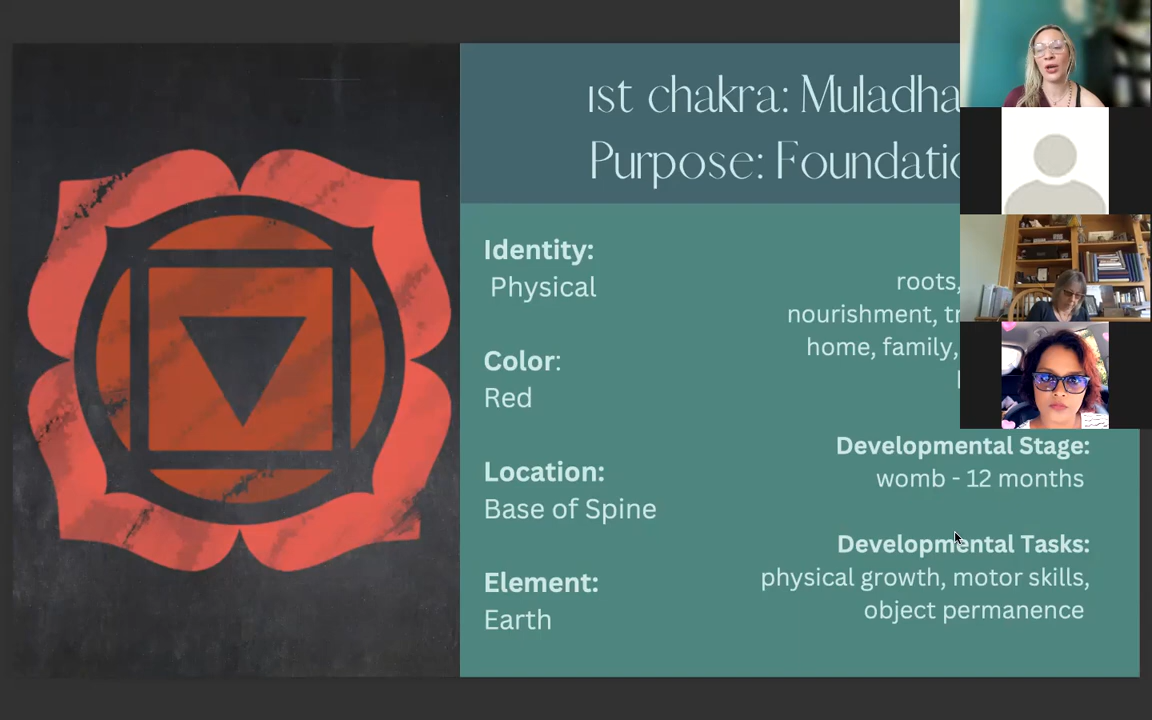 1st chakra: Muladha
Purpose: Foundatio
Identity:
Physical
Color:
Red
Location:
Base of Spine
Element:
Earth
roots,
nourishment, tr
home, family,
Developmental Stage:
womb - 12 months
Developmental Tasks:
physical growth, motor skills,
object permanence